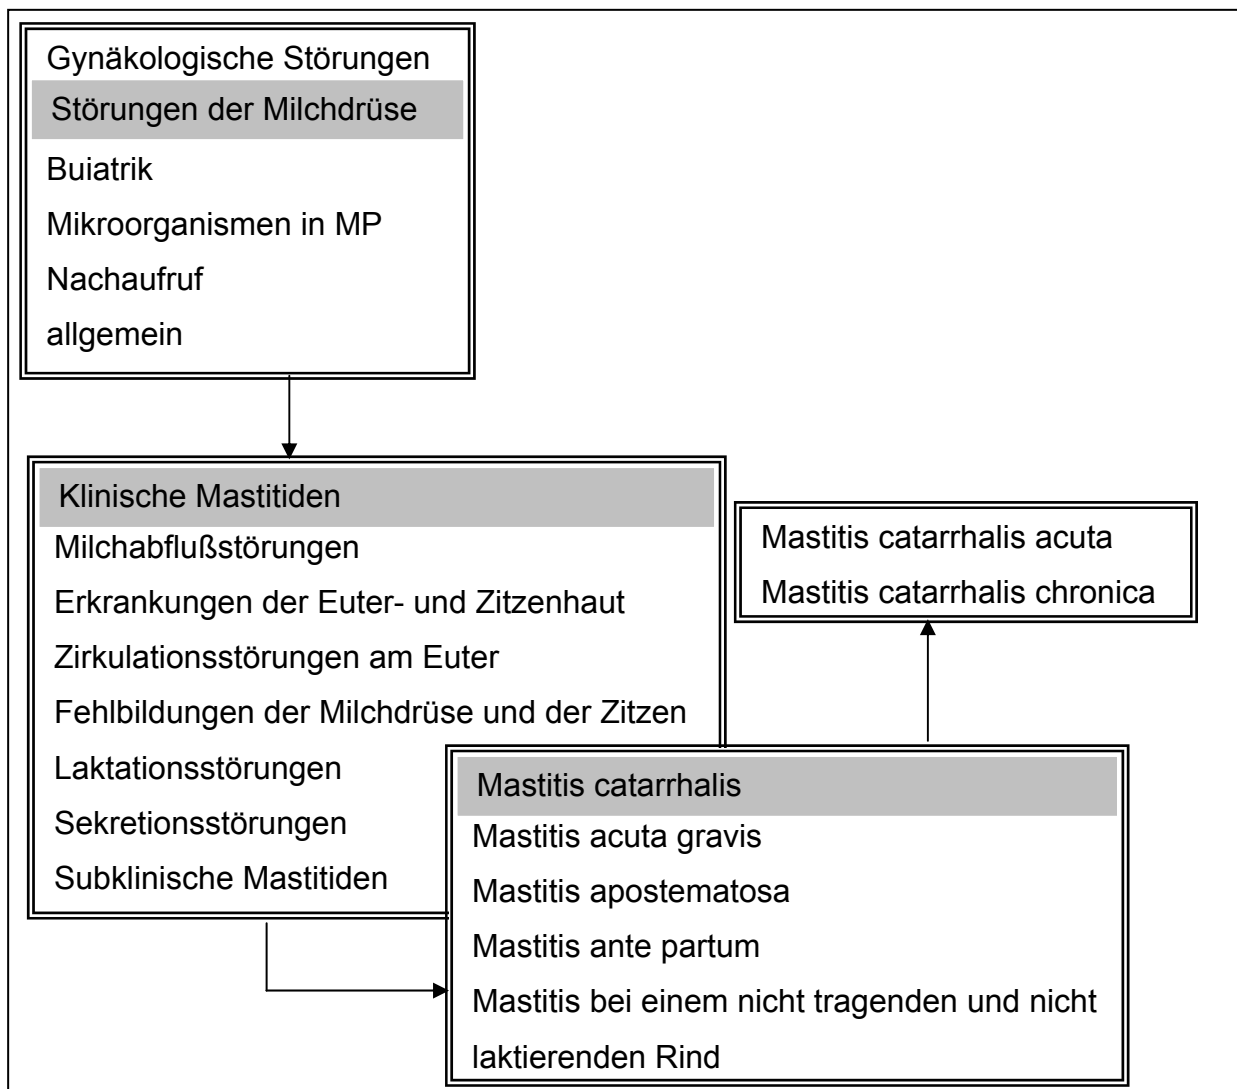 Gynäkologische Störungen
Störungen der Milchdrüse
Buiatrik
Mikroorganismen in MP
Nachaufruf
allgemein
Klinische Mastitiden
Milchabflußstörungen
Erkrankungen der Euter- und Zitzenhaut
Zirkulationsstörungen am Euter
Fehlbildungen der Milchdrüse und der Zitzen
Laktationsstörungen
Sekretionsstörungen
Subklinische Mastitiden
Mastitis catarrhalis
Mastitis acuta gravis
Mastitis apostematosa
Mastitis ante partum
Mastitis bei einem nicht tragenden und nicht
laktierenden Rind
Mastitis catarrhalis acuta
Mastitis catarrhalis chronica